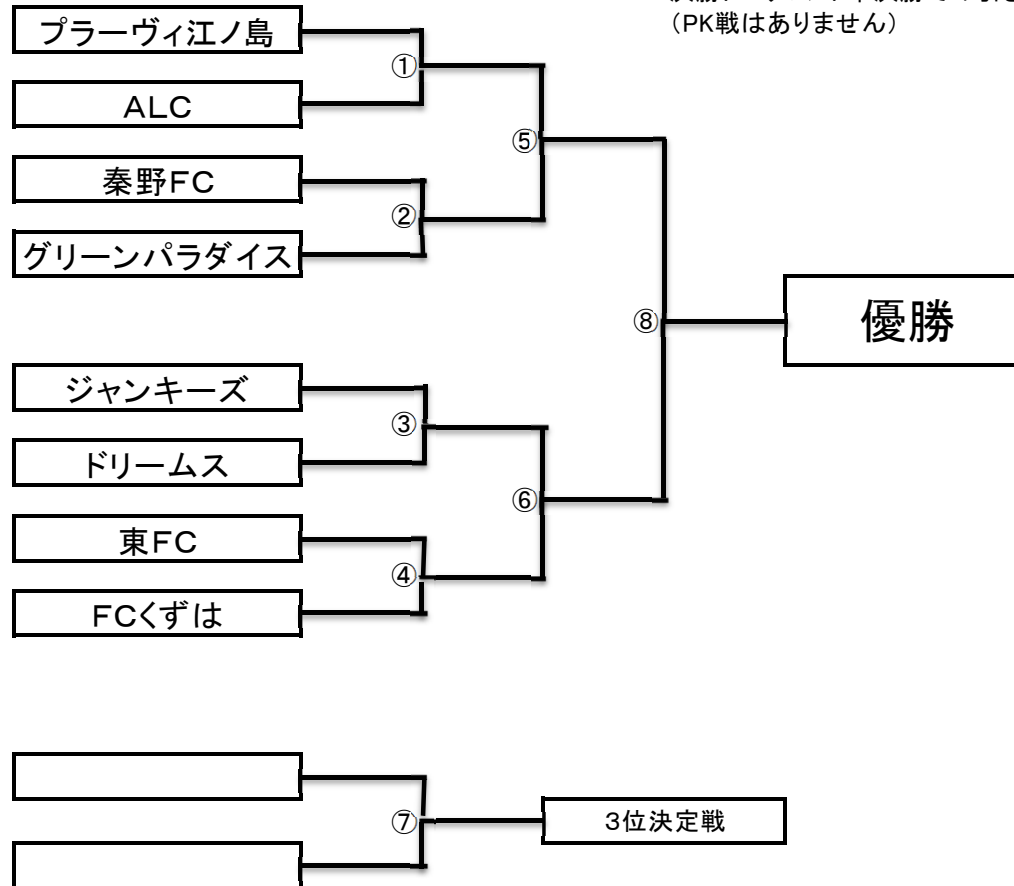 (PK戦はありません)
プラーヴィ江ノ島
①
ALC
⑤
秦野FC
②
グリーンパラダイス
⑧
優勝
ジャンキーズ
③
ドリームス
⑥
東FC
④
FCくずは
⑦
3位決定戦